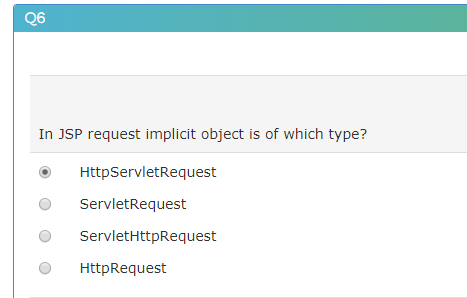 Q6
In JSP request implicit object is of which type?
HttpServletRequest
ServletRequest
ServletHttpRequest
HttpRequest